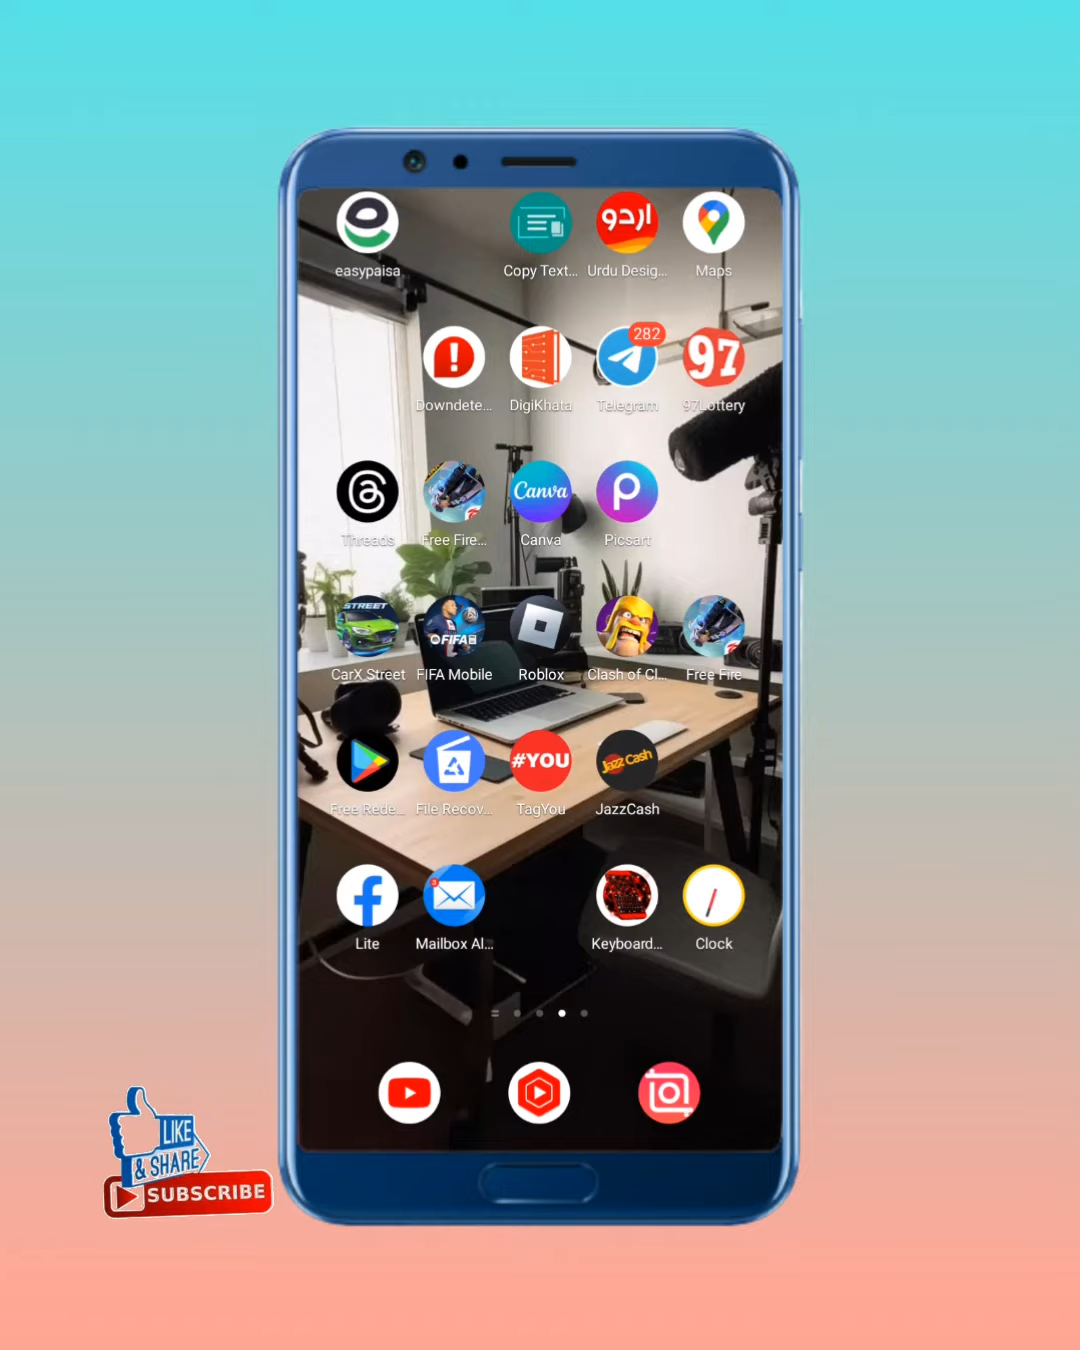 اردو
easypaisa
Copy Text...
Urdu Desig...
Maps
282
97
Downdete...
DigiKhata
Telegram
97Lottery
Canva
Threads
Free Fire...
Canva
Picsart
STREET
FIFA
CarX Street
FIFA Mobile
Roblox
Clash of Cl...
Free Fire
#YOU
Jazz Cash
Free Rede...
File Recov...
TagYou
JazzCash
Lite
Mailbox Al...
Keyboard...
Clock
LIKE
& SHARE
SUBSCRIBE